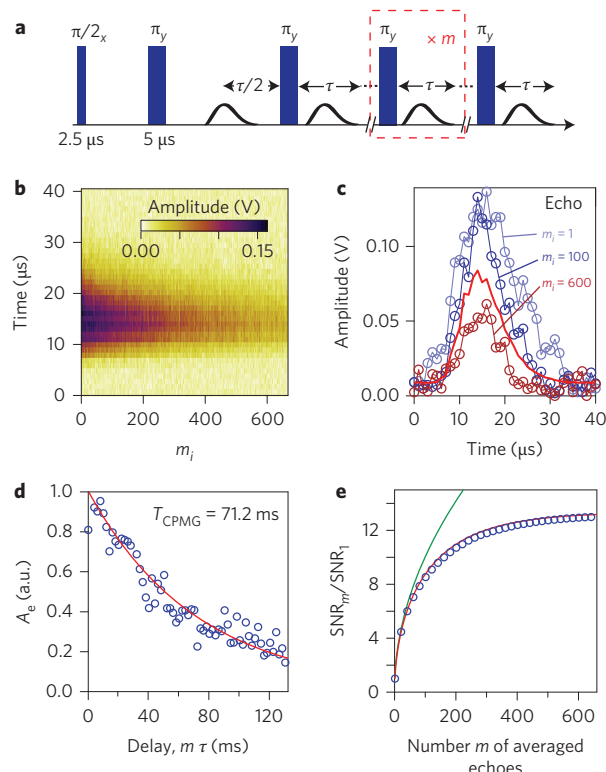 a
π/2x πy πy πy × m πy
τ/2 τ τ τ
2.5 µs 5 µs
b
Time (µs)
40
30
20
10
0
Amplitude (V)
0.00 0.15
0 200 400 600
mi
c
Amplitude (V)
Echo
0.10
0.05
0.00
mi = 1
mi = 100
mi = 600
0 10 20 30 40
Time (µs)
d
Ae (a.u.)
1.0
0.8
0.6
0.4
0.2
0.0
TCPMG = 71.2 ms
0 40 80 120
Delay, m τ (ms)
e
SNRm/SNR1
12
8
4
0
0 200 400 600
Number m of averaged
echoes